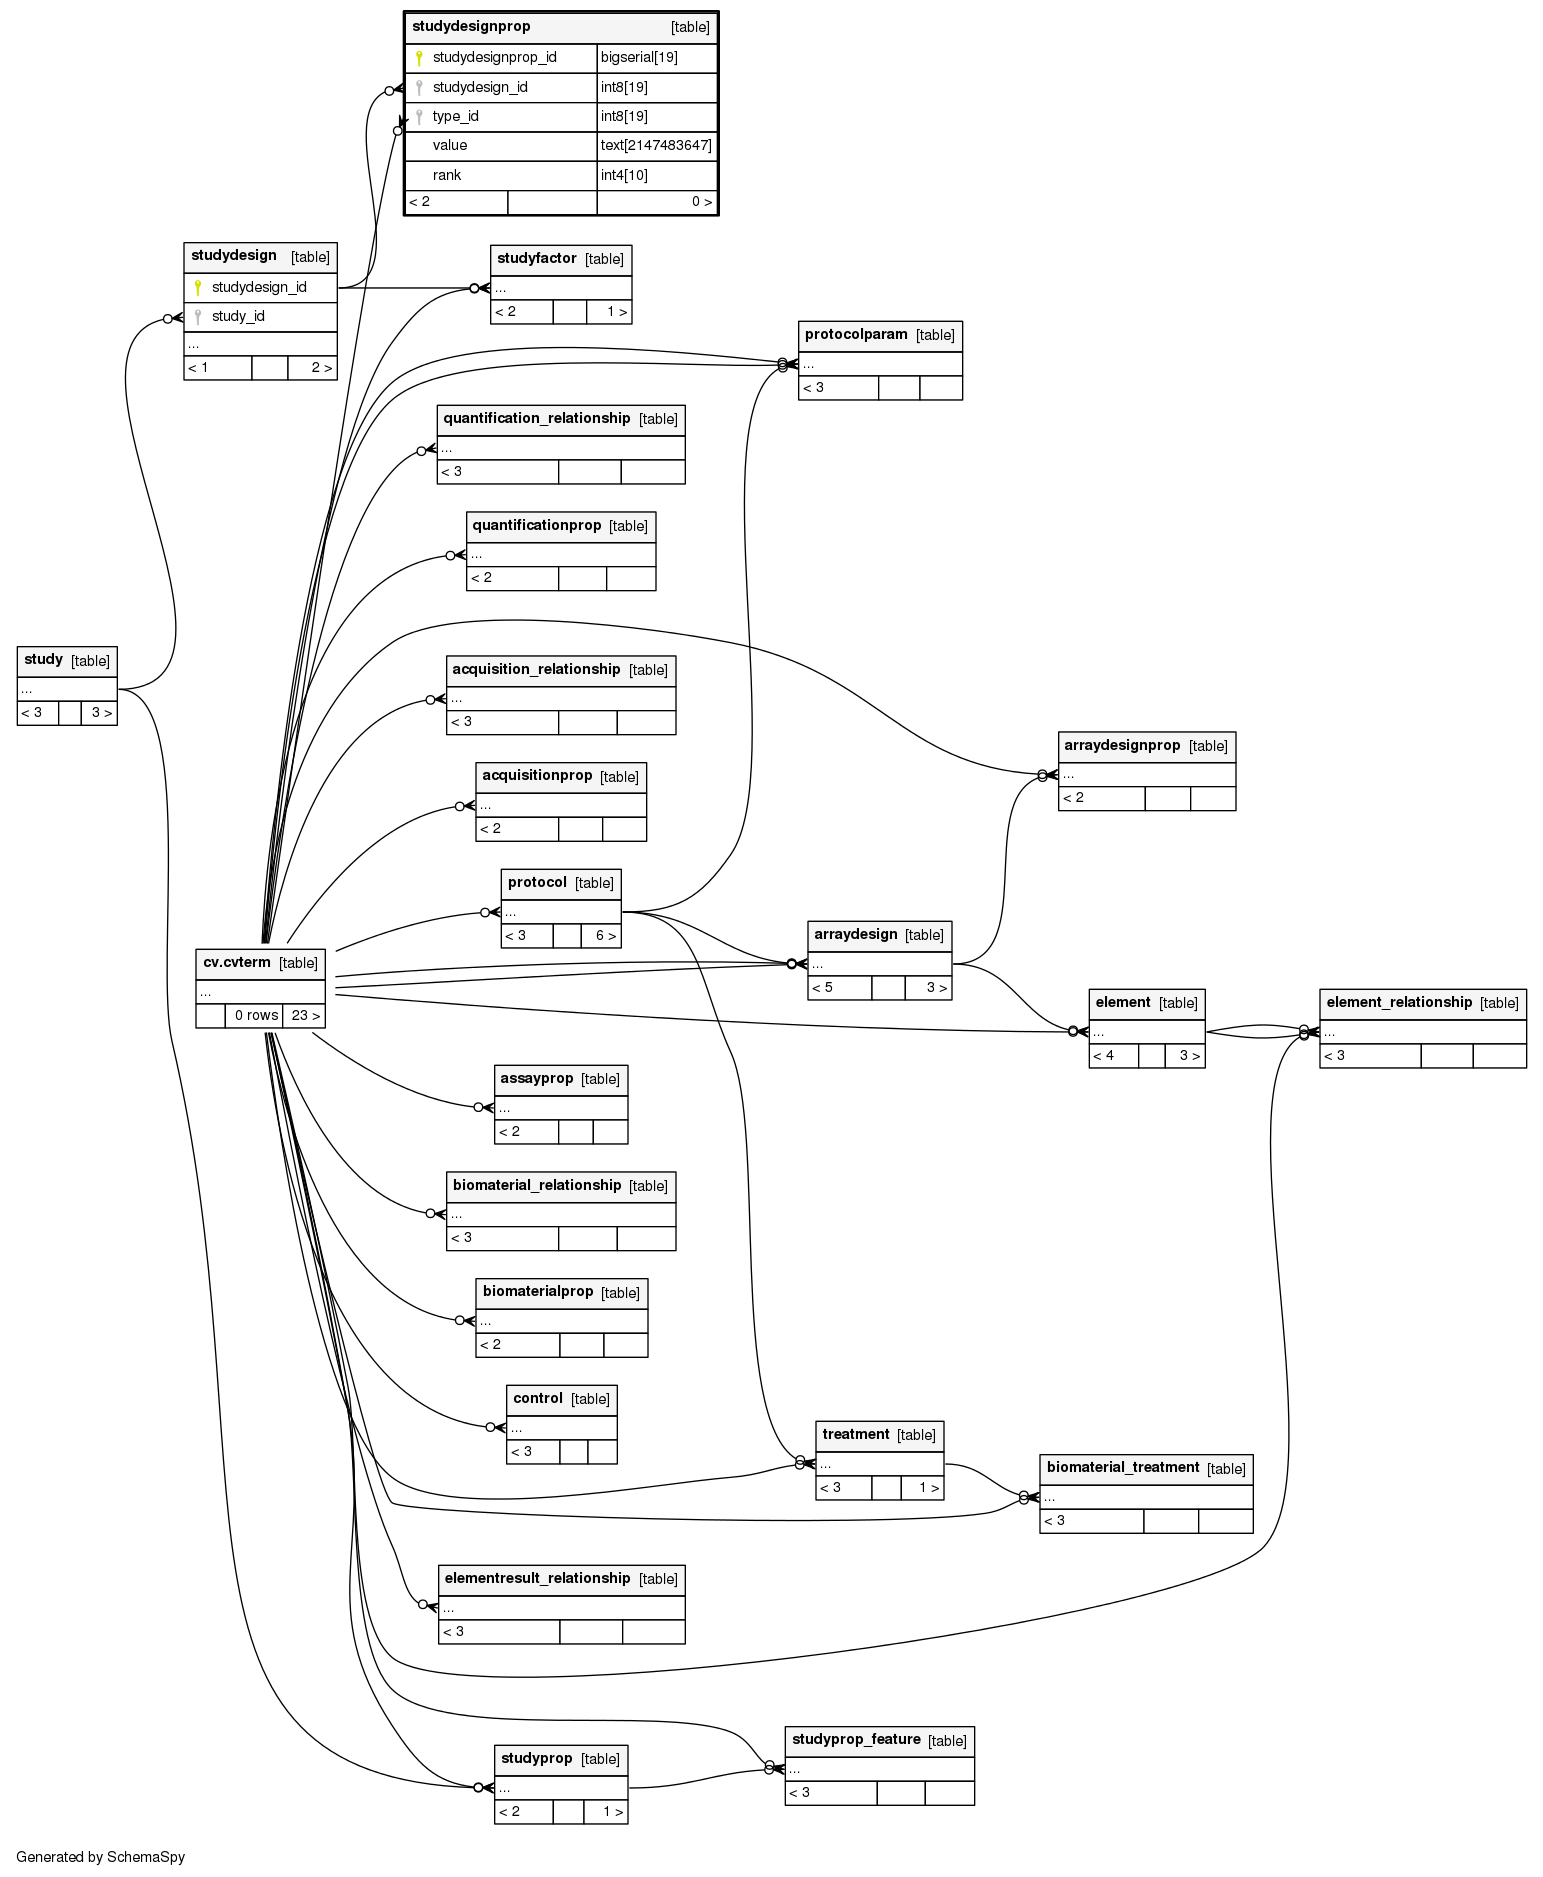 studydesignprop [table]
studydesignprop_id bigserial[19]
studydesign_id int8[19]
type_id int8[19]
value text[2147483647]
rank int4[10]
< 2 0 >
studydesign [table]
studydesign_id
study_id
...
< 1 2 >
studyfactor [table]
...
< 2 1 >
protocolparam [table]
...
< 3
quantification_relationship [table]
...
< 3
quantificationprop [table]
...
< 2
study [table]
...
< 3 3 >
acquisition_relationship [table]
...
< 3
arraydesignprop [table]
...
< 2
acquisitionprop [table]
...
< 2
protocol [table]
...
< 3 6 >
arraydesign [table]
...
< 5 3 >
cv.cvterm [table]
...
0 rows 23 >
element [table]
...
< 4 3 >
element_relationship [table]
...
< 3
assayprop [table]
...
< 2
biomaterial_relationship [table]
...
< 3
biomaterialprop [table]
...
< 2
control [table]
...
< 3
treatment [table]
...
< 3 1 >
biomaterial_treatment [table]
...
< 3
elementresult_relationship [table]
...
< 3
studyprop_feature [table]
...
< 3
studyprop [table]
...
< 2 1 >
Generated by SchemaSpy